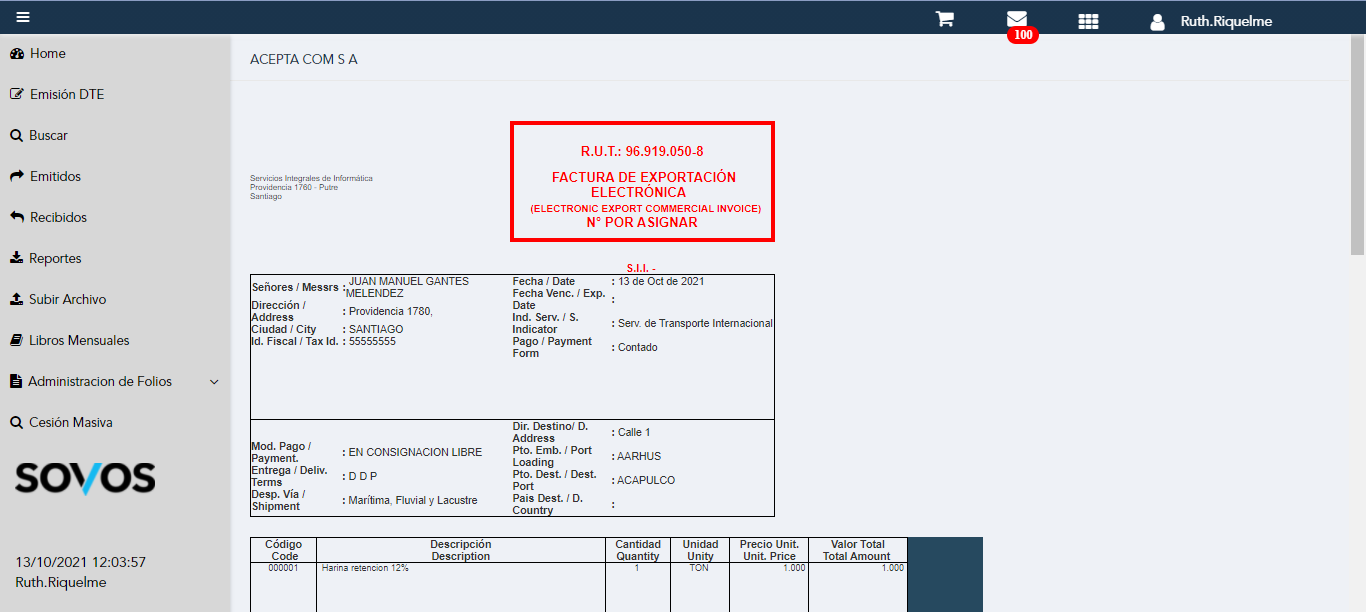 Ruth.Riquelme
100
Home
Emisión DTE
Buscar
Emitidos
Recibidos
Reportes
Subir Archivo
Libros Mensuales
Administracion de Folios
Cesión Masiva
SOVOS
13/10/2021 12:03:57
Ruth.Riquelme
ACEPTA COM S A
Servicios Integrales de Informática
Providencia 1760 - Putre
Santiago
R.U.T.: 96.919.050-8
FACTURA DE EXPORTACIÓN
ELECTRÓNICA
(ELECTRONIC EXPORT COMMERCIAL INVOICE)
N° POR ASIGNAR
S.I.I. -
Señores / Messrs : JUAN MANUEL GANTES
MELENDEZ
Dirección /
Address : Providencia 1780,
Ciudad / City : SANTIAGO
Id. Fiscal / Tax Id. : 55555555
Fecha / Date : 13 de Oct de 2021
Fecha Venc. / Exp.
Date :
Ind. Serv. / S.
Indicator : Serv. de Transporte Internacional
Pago / Payment
Form : Contado
Mod. Pago /
Payment. : EN CONSIGNACION LIBRE
Entrega / Deliv.
Terms : D D P
Desp. Vía /
Shipment : Marítima, Fluvial y Lacustre
Dir. Destino/ D.
Address : Calle 1
Pto. Emb. / Port
Loading : AARHUS
Pto. Dest. / Dest.
Port : ACAPULCO
Pais Dest. / D.
Country :
Código Descripción Cantidad Unidad Precio Unit. Valor Total
Code Description Quantity Unity Unit. Price Total Amount
000001 Harina retencion 12% 1 TON 1.000 1.000